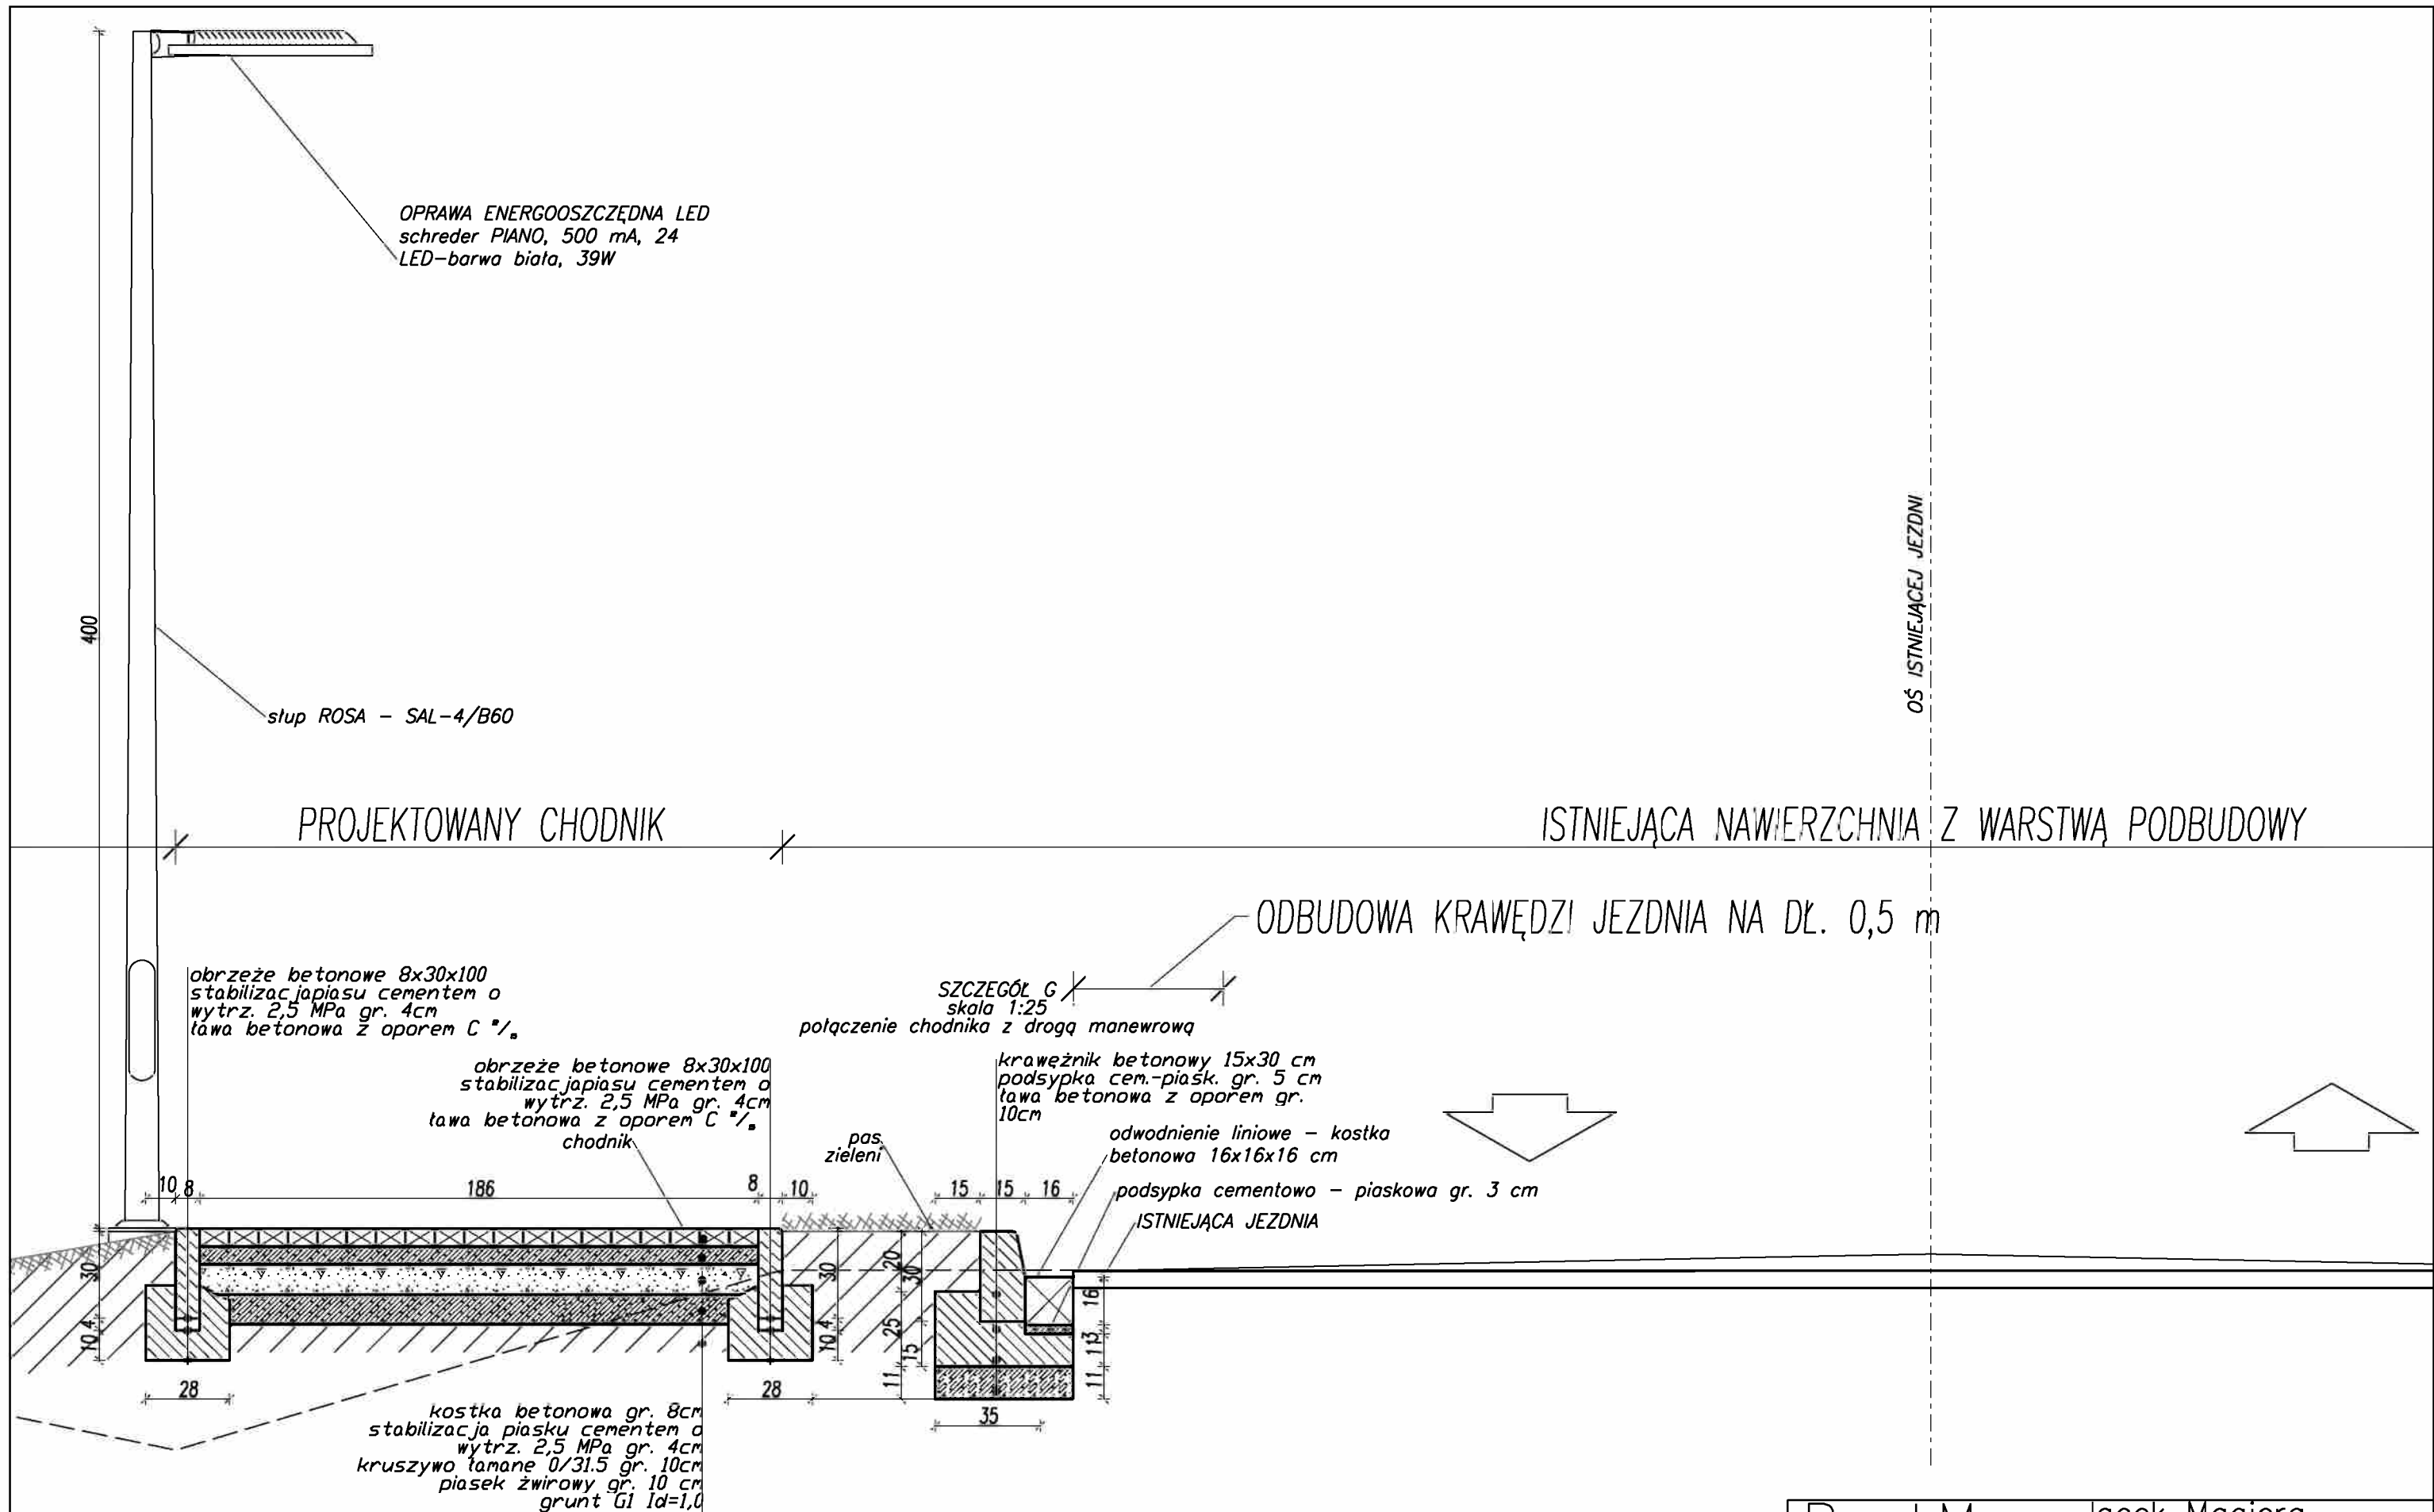 OPRAWA ENERGOOSZCZĘDNA LED
schreder PIANO, 500 mA, 24
LED-barwa biała, 39W
400
słup ROSA - SAL-4/B60
OŚ ISTNIEJĄCEJ JEZDNI
PROJEKTOWANY CHODNIK
ISTNIEJĄCA NAWIERZCHNIA Z WARSTWĄ PODBUDOWY
ODBUDOWA KRAWĘDZI JEZDNIA NA DŁ. 0,5 m
obrzeże betonowe 8x30x100
stabilizacjapiasu cementem o
wytrz. 2,5 MPa gr. 4cm
ława betonowa z oporem C
SZCZEGÓŁ G
skala 1:25
połączenie chodnika z drogą manewrową
obrzeże betonowe 8x30x100
stabilizacjapiasu cementem o
wytrz. 2,5 MPa gr. 4cm
ława betonowa z oporem C
chodnik
krawężnik betonowy 15x30 cm
podsypka cem.-piask. gr. 5 cm
ława betonowa z oporem gr.
10cm
pas
zieleni
odwodnienie liniowe - kostka
betonowa 16x16x16 cm
podsypka cementowo - piaskowa gr. 3 cm
ISTNIEJĄCA JEZDNIA
10 8 186 8 10 15 15 16
30 4 10
30 4 10
20 25 11
30 15
16 3 11 11
28 28 35
kostka betonowa gr. 8cm
stabilizacja piasku cementem o
wytrz. 2,5 MPa gr. 4cm
kruszywo łamane 0/31.5 gr. 10cm
piasek żwirowy gr. 10 cm
grunt G1 Id=1,0